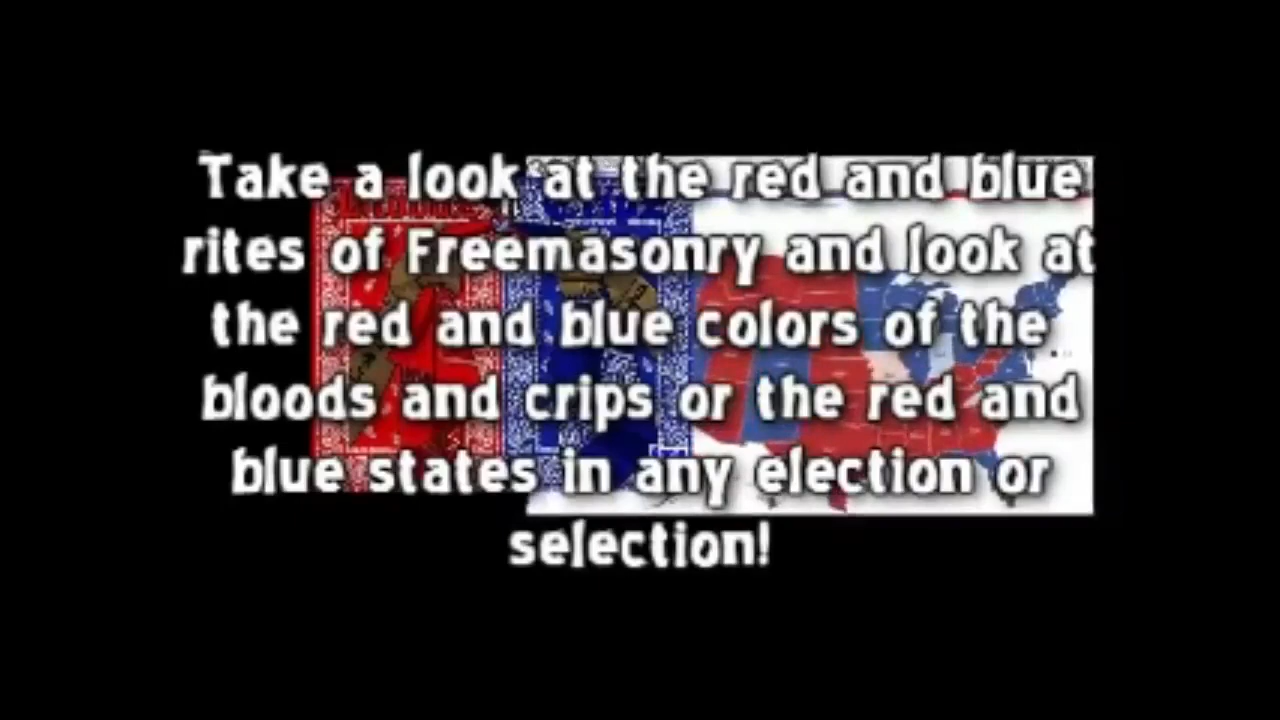 Take a look at the red and blue
rites of Freemasonry and look at
the red and blue colors of the
bloods and crips or the red and
blue states in any election or
selection!